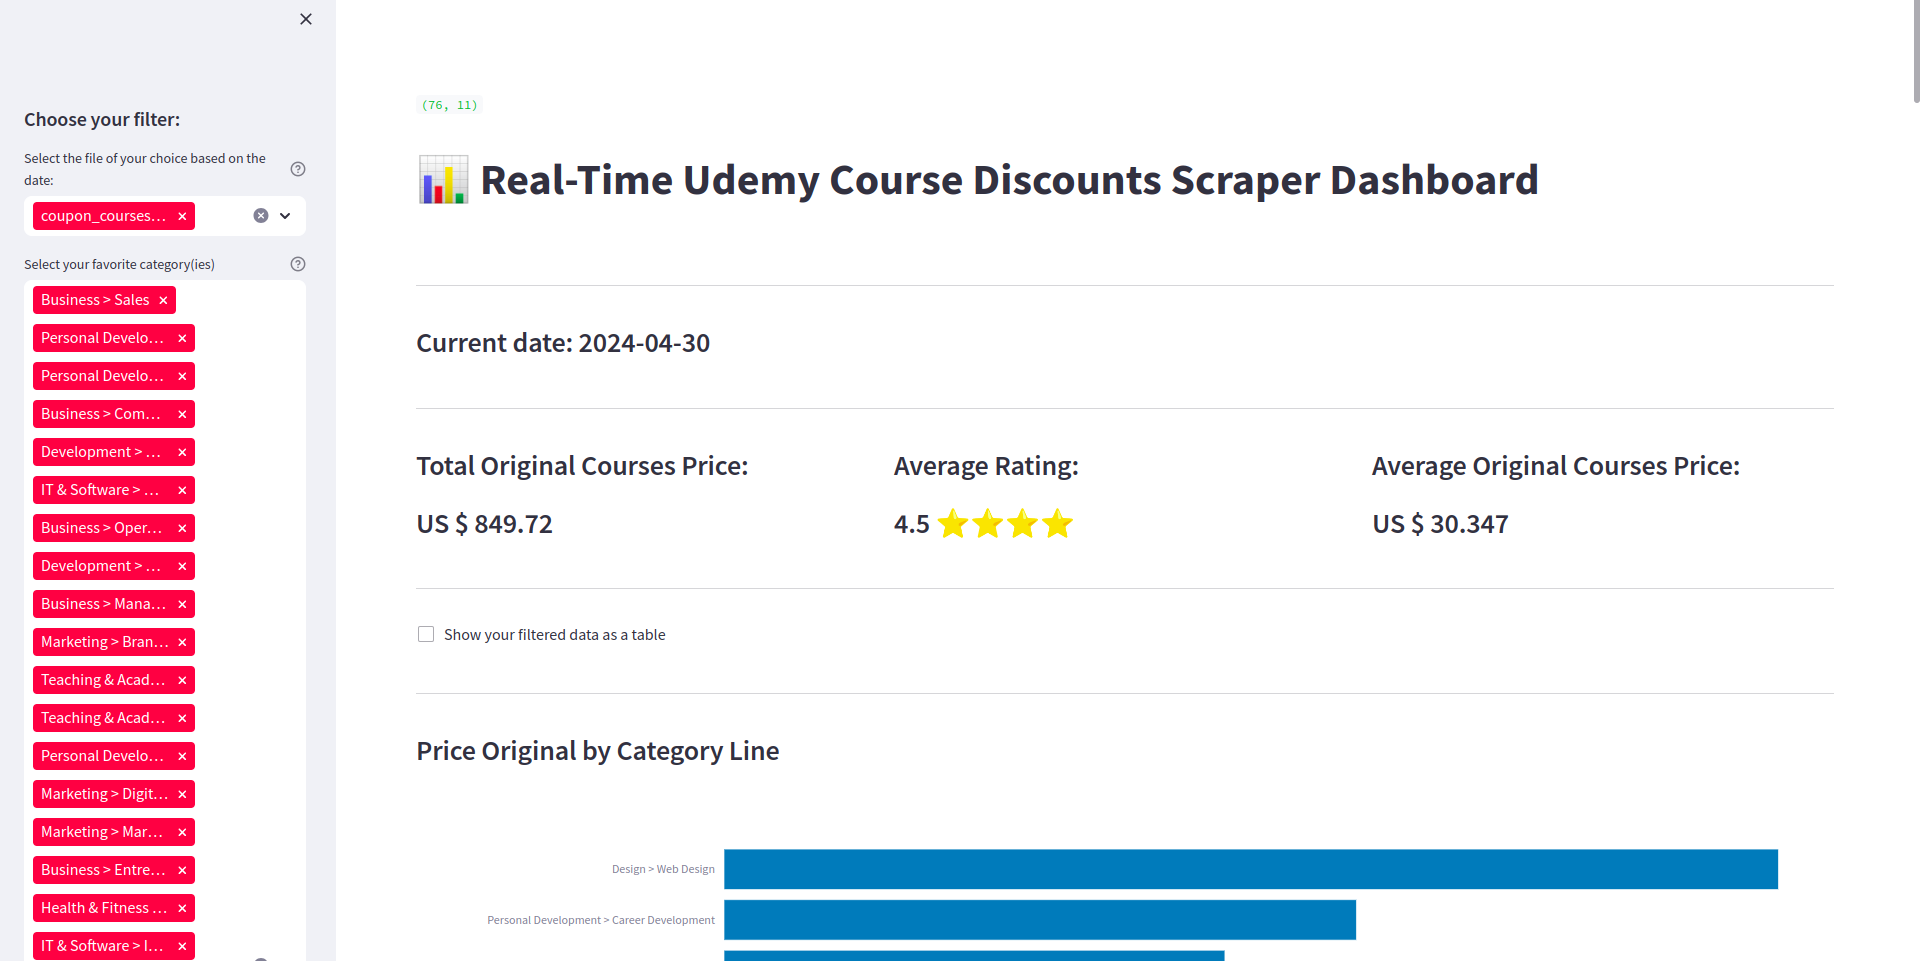 Choose your filter:
Select the file of your choice based on the
date:
coupon_courses...
Select your favorite category(ies)
Business > Sales
Personal Develo...
Personal Develo...
Business > Com...
Development > ...
IT & Software > ...
Business > Oper...
Development > ...
Business > Mana...
Marketing > Bran...
Teaching & Acad...
Teaching & Acad...
Personal Develo...
Marketing > Digit...
Marketing > Mar...
Business > Entre...
Health & Fitness ...
IT & Software > I...
(76, 11)
Real-Time Udemy Course Discounts Scraper Dashboard
Current date: 2024-04-30
Total Original Courses Price:
US $ 849.72
Average Rating:
4.5 ⭐⭐⭐⭐
Average Original Courses Price:
US $ 30.347
Show your filtered data as a table
Price Original by Category Line
Design > Web Design
Personal Development > Career Development